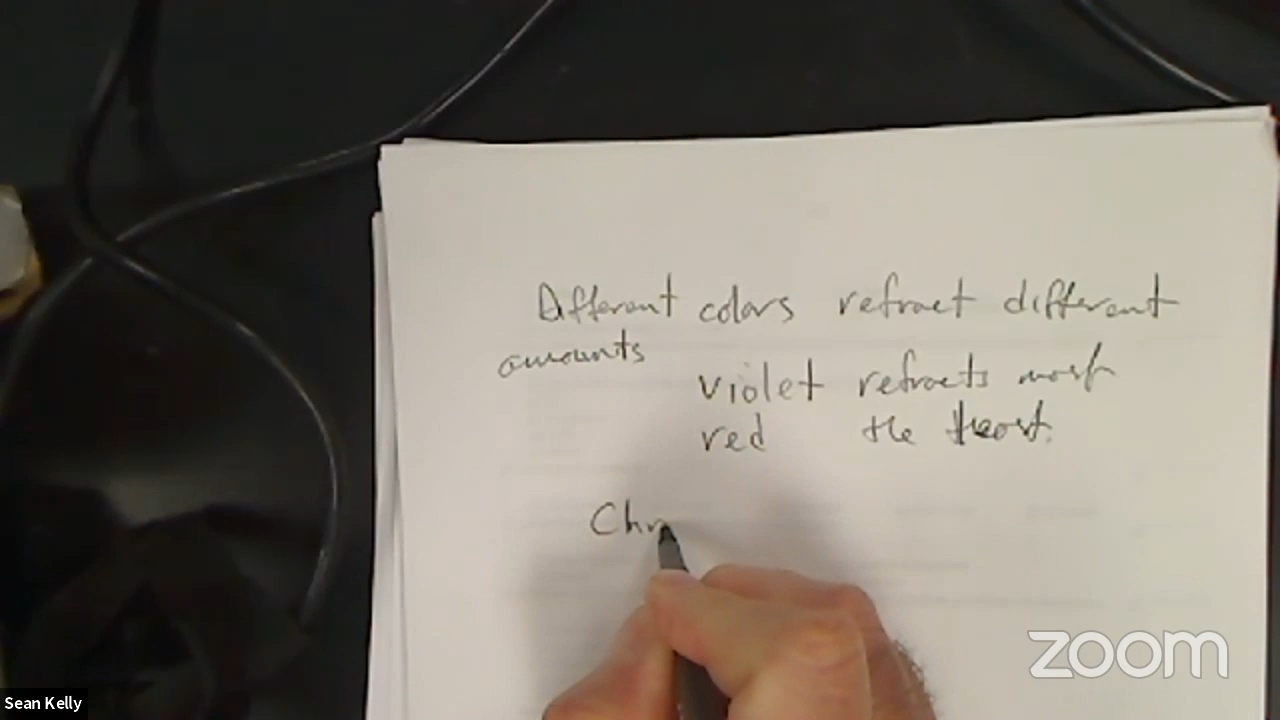 Different colors refract different
amounts
violet refracts most
red the least.
Chr
zoom
Sean Kelly